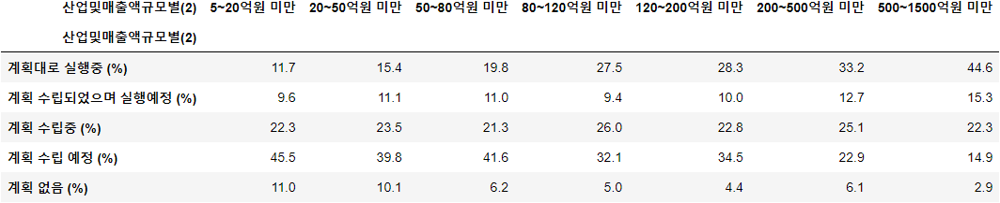 산업및매출액규모별(2) 5~20억원 미만 20~50억원 미만 50~80억원 미만 80~120억원 미만 120~200억원 미만 200~500억원 미만 500~1500억원 미만
산업및매출액규모별(2)
계획대로 실행중 (%) 11.7 15.4 19.8 27.5 28.3 33.2 44.6
계획 수립되었으며 실행예정 (%) 9.6 11.1 11.0 9.4 10.0 12.7 15.3
계획 수립중 (%) 22.3 23.5 21.3 26.0 22.8 25.1 22.3
계획 수립 예정 (%) 45.5 39.8 41.6 32.1 34.5 22.9 14.9
계획 없음 (%) 11.0 10.1 6.2 5.0 4.4 6.1 2.9